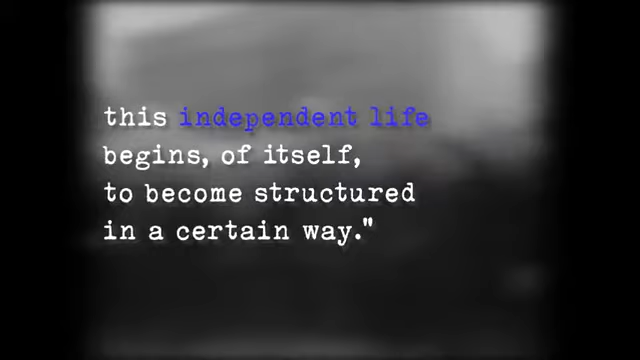 this independent life
begins, of itself,
to become structured
in a certain way."